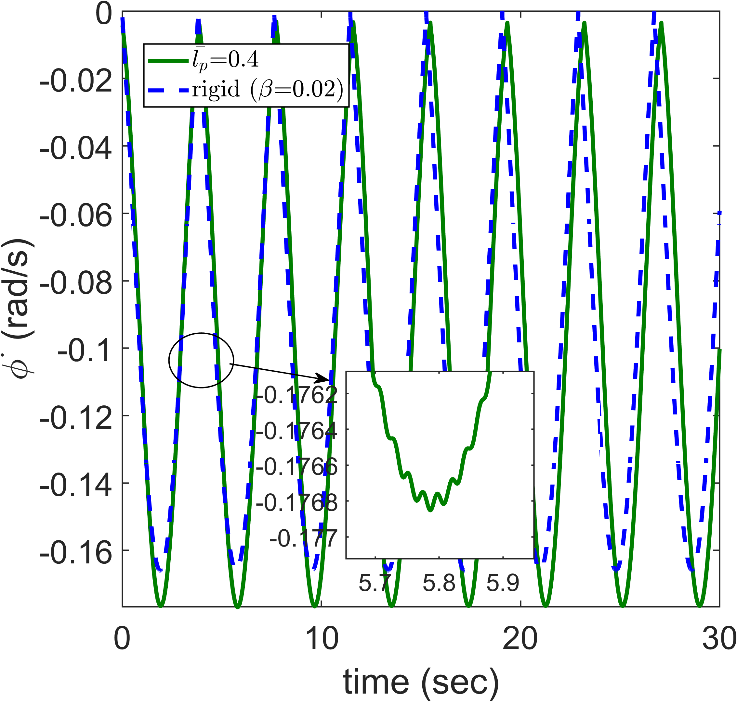 0
-0.02
-0.04
-0.06
-0.08
-0.1
-0.12
-0.14
-0.16
ϕ˙ (rad/s)
l̄ₚ=0.4
rigid (β=0.02)
-0.1762
-0.1764
-0.1766
-0.1768
-0.177
5.7 5.8 5.9
0 10 20 30
time (sec)